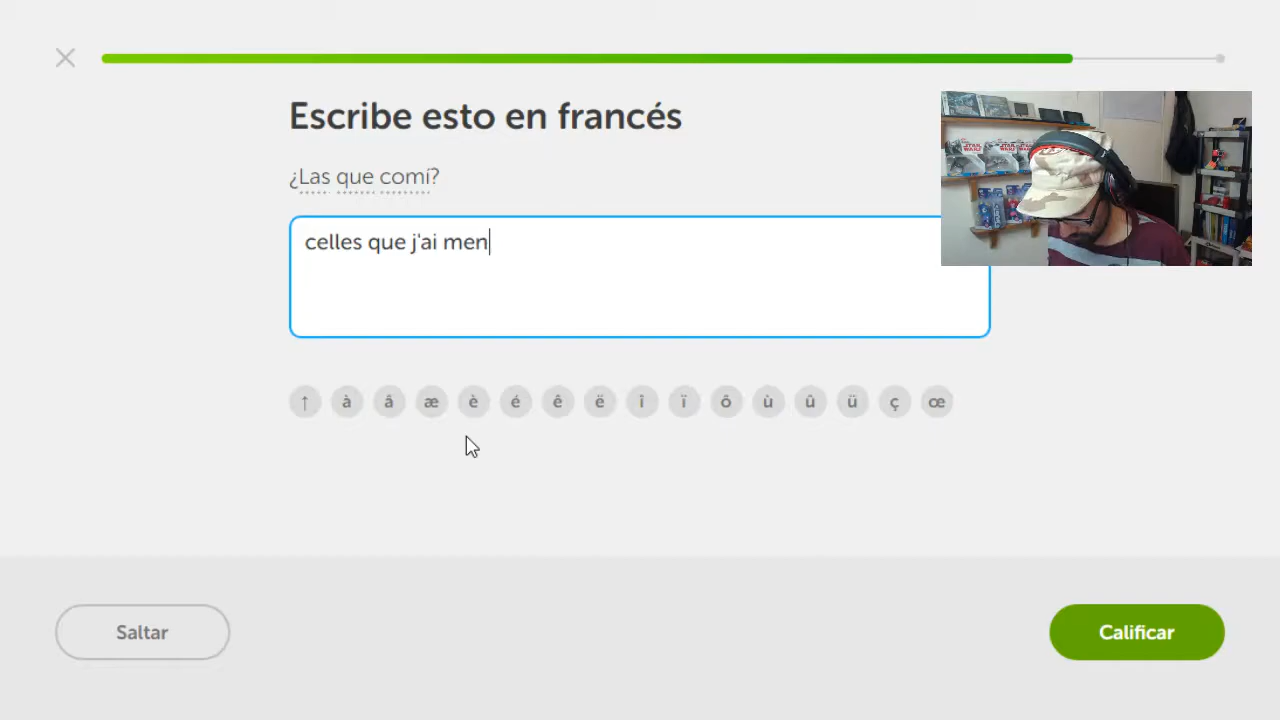 Escribe esto en francés
¿Las que comí?
celles que j'ai men
↑ à â æ è é ê ë î ï ô ù û ü ç œ
Saltar
Calificar